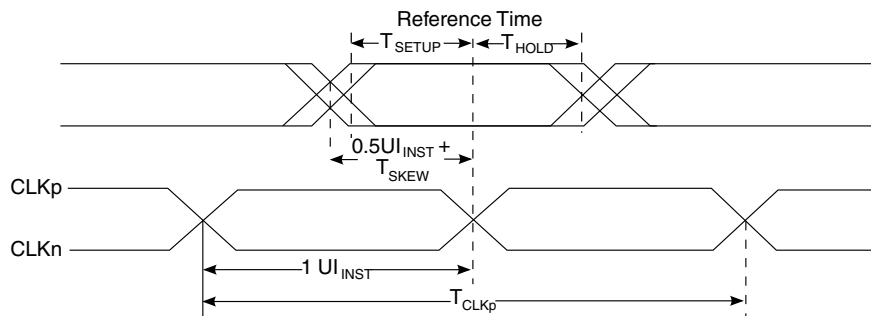 Reference Time
T_SETUP T_HOLD
0.5UI_INST +
T_SKEW
CLKp
CLKn
1 UI_INST
T_CLKp